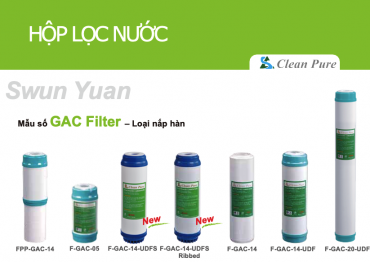 HỘP LỌC NƯỚC
Clean Pure
Swun Yuan
Mẫu số GAC Filter – Loại nắp hàn
New
New
FPP-GAC-14 F-GAC-05 F-GAC-14-UDFS F-GAC-14-UDFS F-GAC-14 F-GAC-14-UDF F-GAC-20-UDF
Ribbed